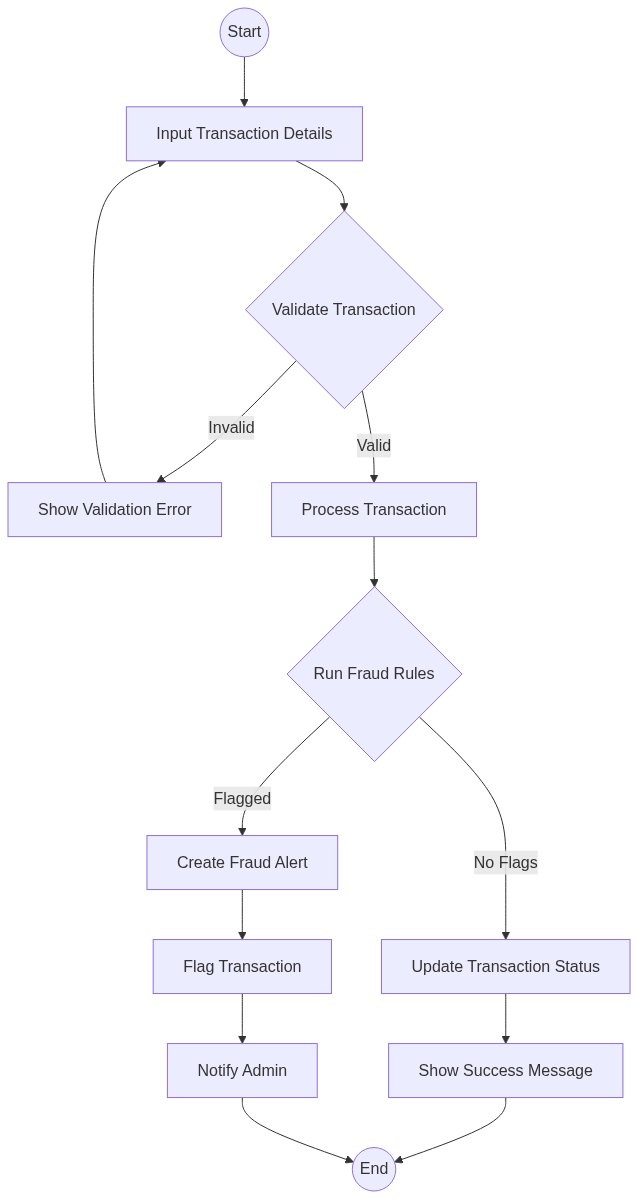 Start
Input Transaction Details
Validate Transaction
Invalid
Valid
Show Validation Error
Process Transaction
Run Fraud Rules
Flagged
No Flags
Create Fraud Alert
Flag Transaction
Update Transaction Status
Notify Admin
Show Success Message
End